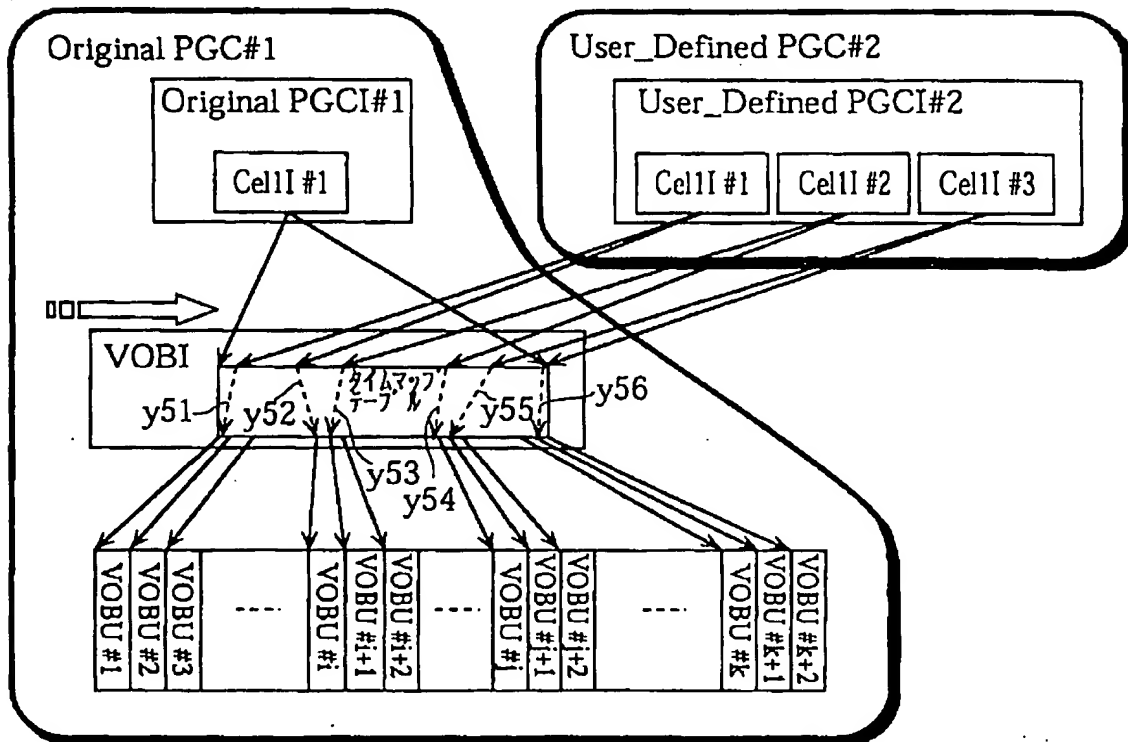 Original PGC#1
User_Defined PGC#2
Original PGCI#1
User_Defined PGCI#2
CellI #1
CellI #1
CellI #2
CellI #3
VOBI
タイムマップ
テーブル
y51
y52
y53
y54
y55
y56
VOBU #1
VOBU #2
VOBU #3
VOBU #i
VOBU #i+1
VOBU #i+2
VOBU #j
VOBU #j+1
VOBU #j+2
VOBU #k
VOBU #k+1
VOBU #k+2